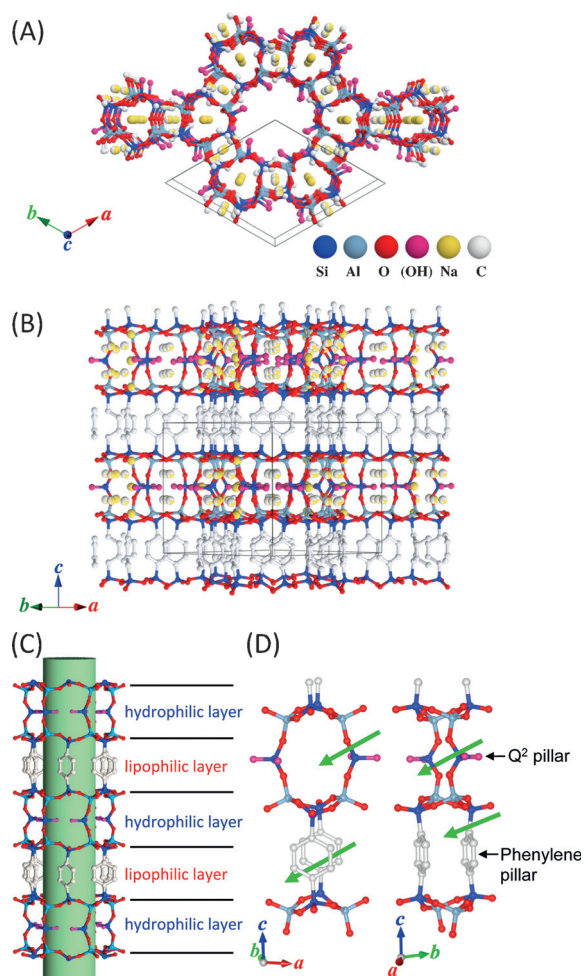 (A)
b
a
c
Si Al O (OH) Na C
(B)
c
b
a
(C)
(D)
hydrophilic layer
lipophilic layer
hydrophilic layer
lipophilic layer
hydrophilic layer
Q² pillar
Phenylene
pillar
c
b
a
c
b
a